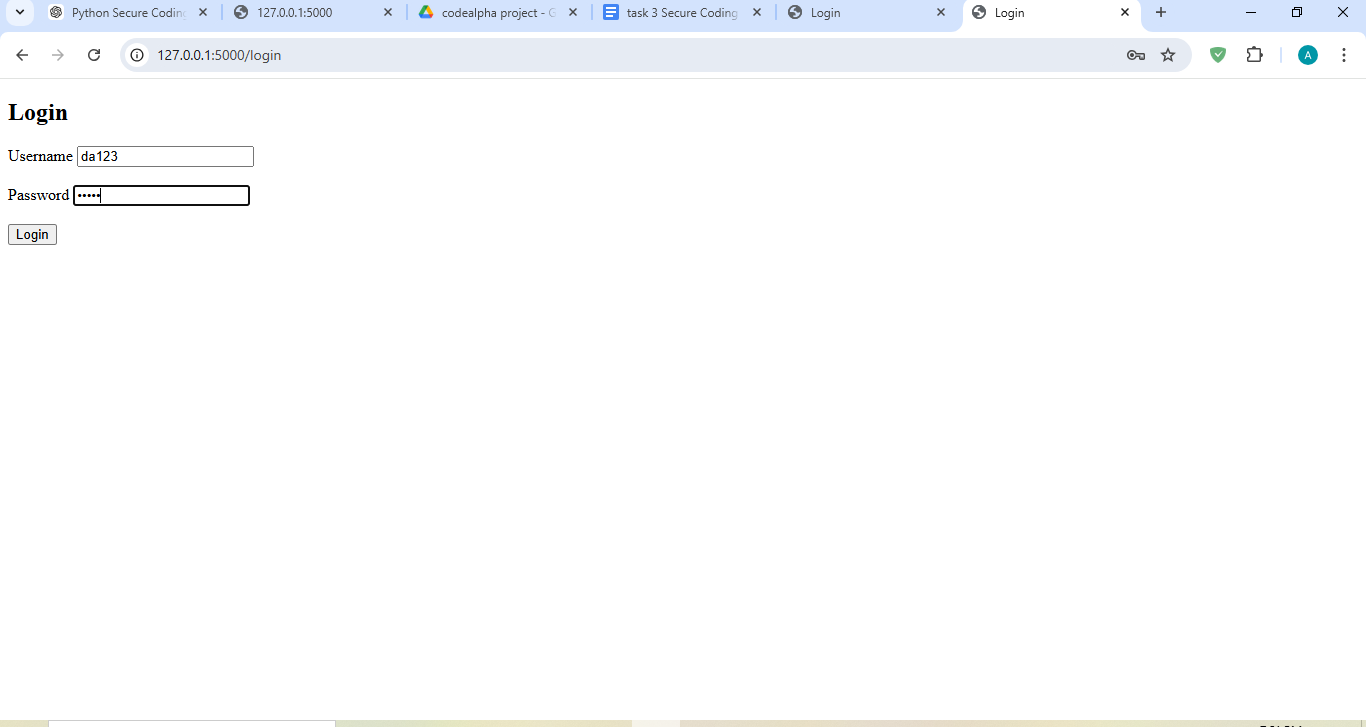 Python Secure Coding
127.0.0.1:5000
codealpha project - G
task 3 Secure Coding
Login
Login
127.0.0.1:5000/login
A
Login
Username da123
Password •••••
Login